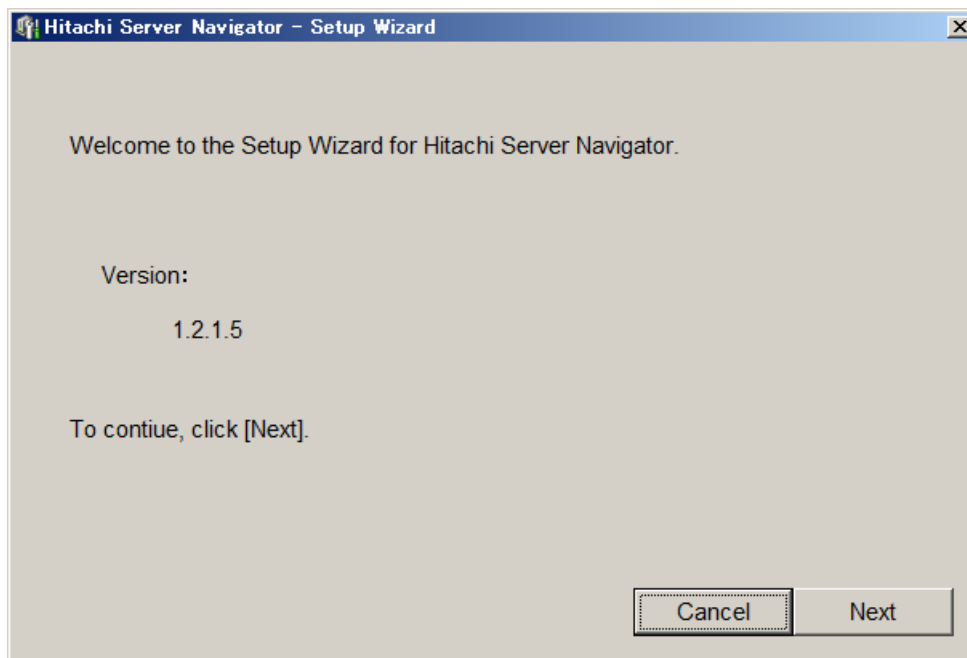 Hitachi Server Navigator - Setup Wizard
Welcome to the Setup Wizard for Hitachi Server Navigator.
Version:
1.2.1.5
To contiue, click [Next].
Cancel Next